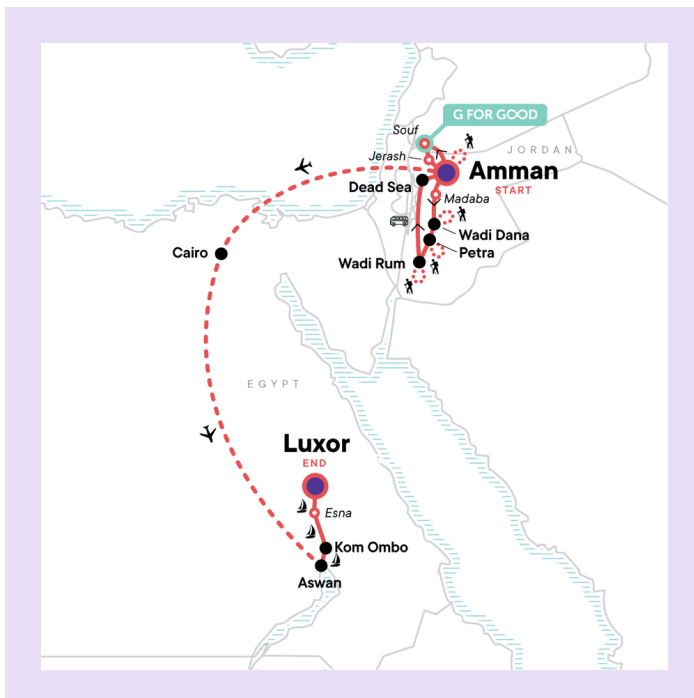 G FOR GOOD
Souf
JORDAN
Jerash
Amman
START
Dead Sea
Madaba
Wadi Dana
Cairo
Petra
Wadi Rum
EGYPT
Luxor
END
Esna
Kom Ombo
Aswan